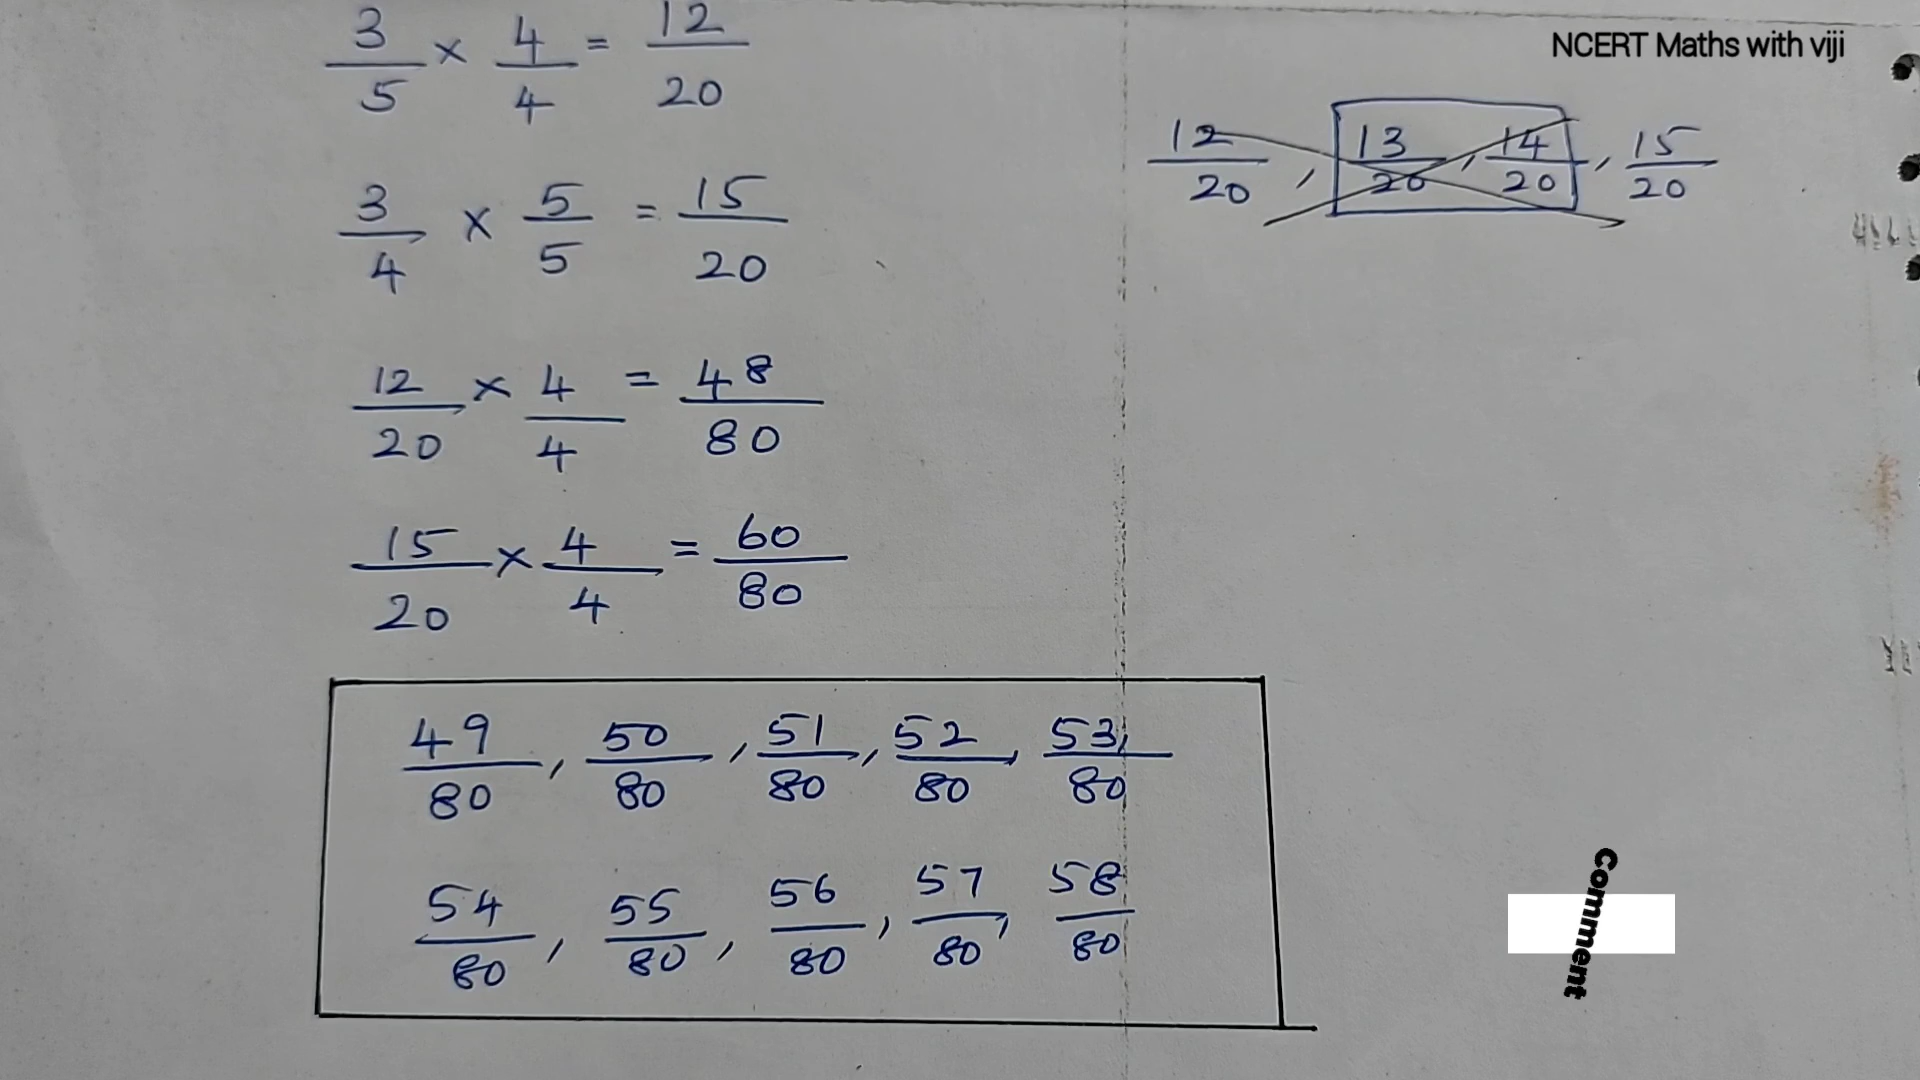 3/5 × 4/4 = 12/20
NCERT Maths with viji
12/20, 13/20, 14/20, 15/20
3/4 × 5/5 = 15/20
12/20 × 4/4 = 48/80
15/20 × 4/4 = 60/80
49/80, 50/80, 51/80, 52/80, 53/80
54/80, 55/80, 56/80, 57/80, 58/80
Comment